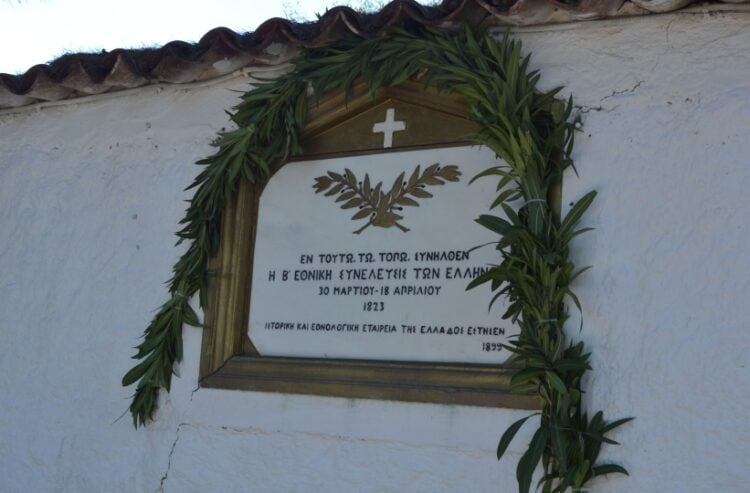 ΕΝ ΤΟΥΤΩ. ΤΩ. ΤΟΠΩ. ΣΥΝΗΛΘΕΝ
Η Β΄ ΕΘΝΙΚΗ ΣΥΝΕΛΕΥΣΙΣ ΤΩΝ ΕΛΛΗΝ
30 ΜΑΡΤΙΟΥ-18 ΑΠΡΙΛΙΟΥ
1823
ΙΣΤΟΡΙΚΗ ΚΑΙ ΕΘΝΟΛΟΓΙΚΗ ΕΤΑΙΡΕΙΑ ΤΗΣ ΕΛΛΑΔΟΣ ΕΣΤΗΣΕΝ
1899